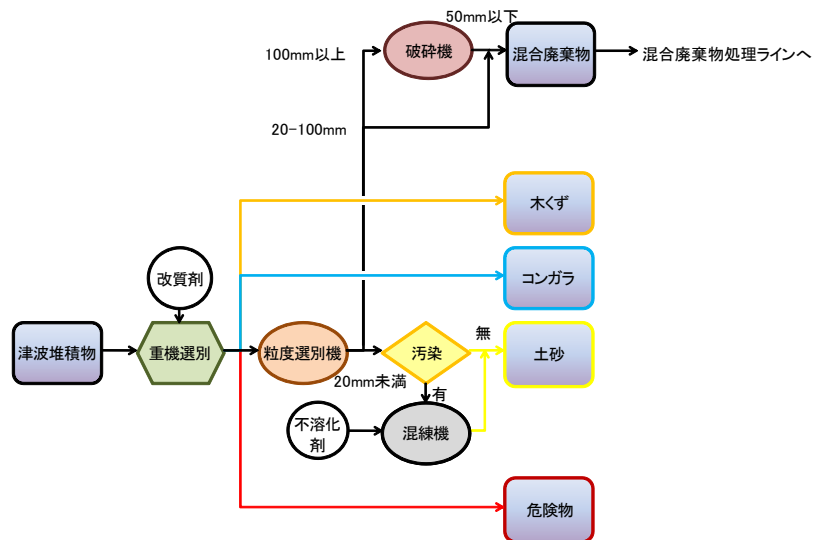 50mm以下
100mm以上
破砕機
混合廃棄物
混合廃棄物処理ラインへ
20-100mm
木くず
改質剤
コンガラ
津波堆積物
重機選別
粒度選別機
汚染
無
土砂
20mm未満
有
不溶化
剤
混練機
危険物